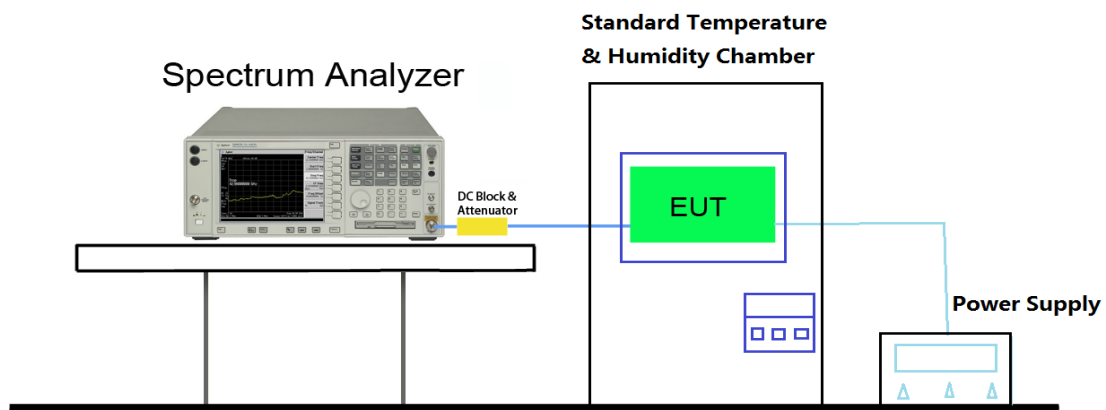 Standard Temperature
& Humidity Chamber
Spectrum Analyzer
DC Block &
Attenuator
EUT
Power Supply